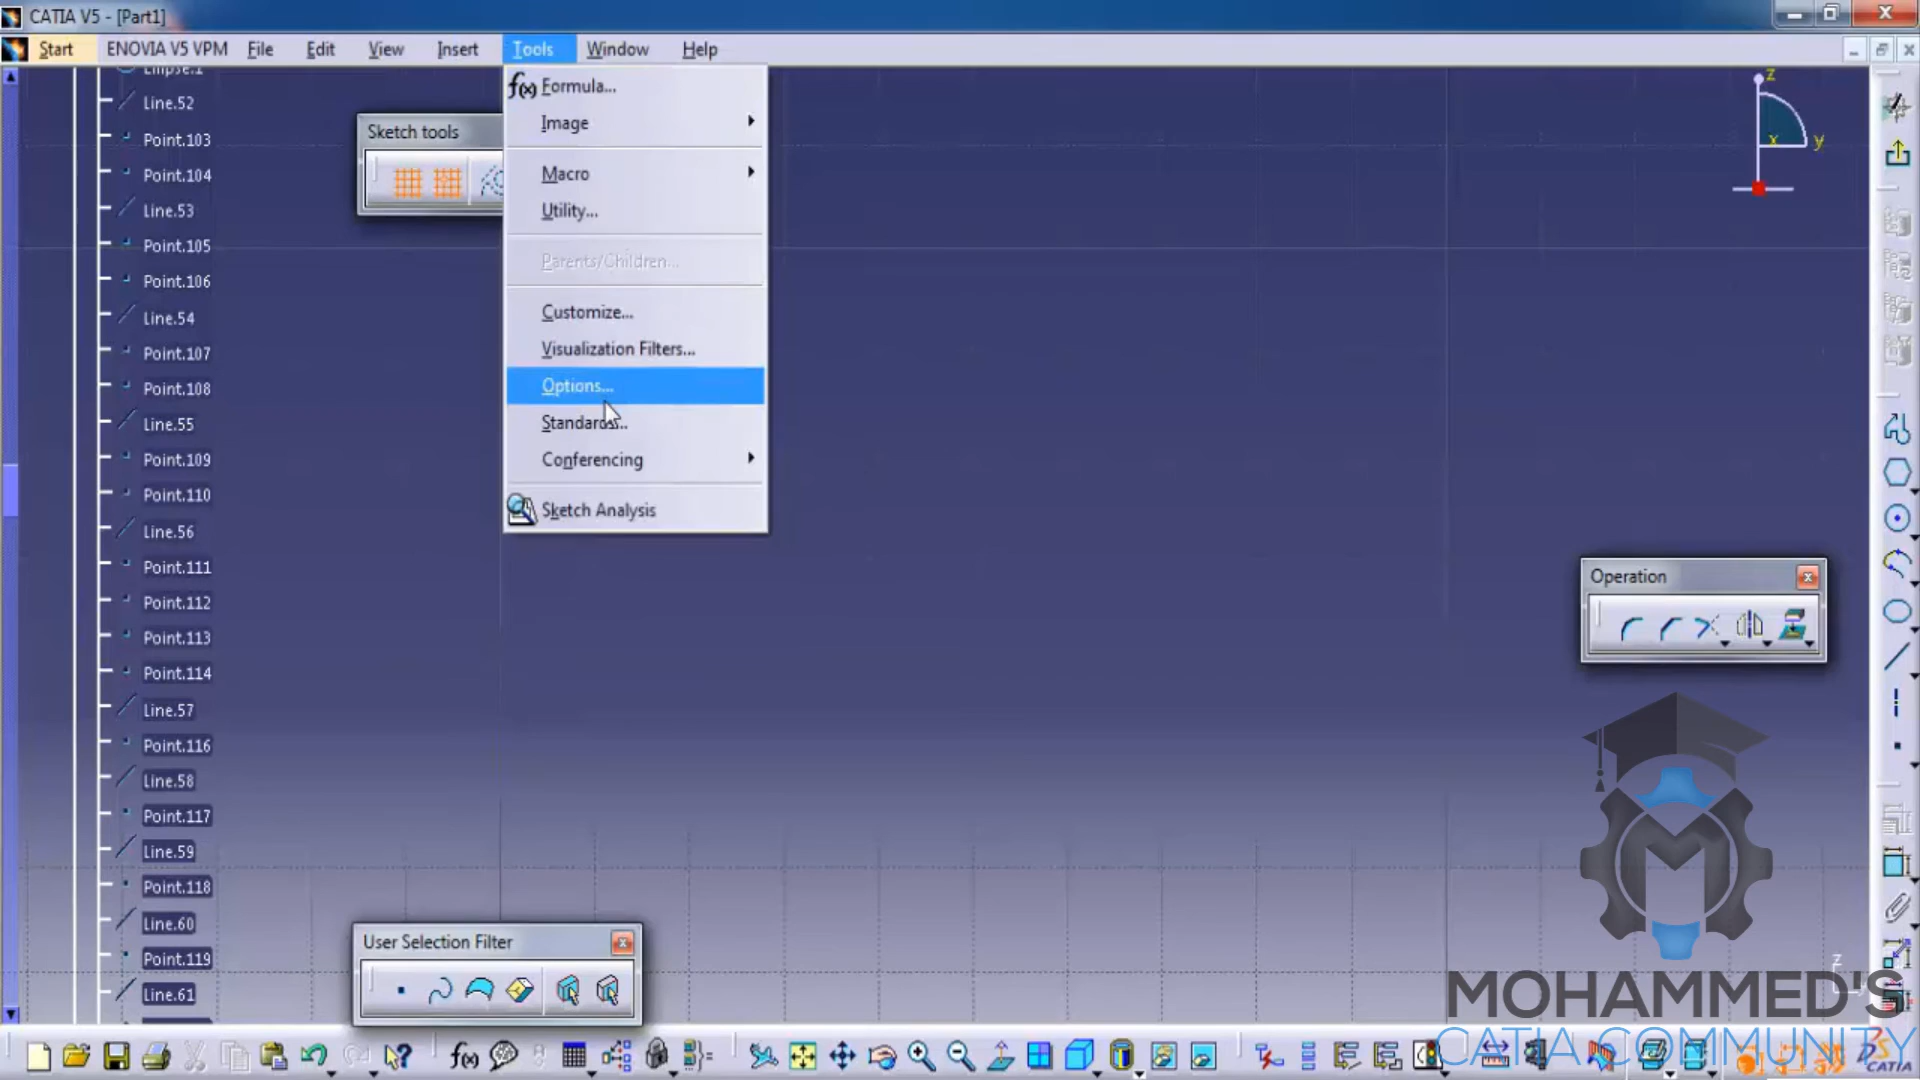 CATIA V5 - [Part1]
Start ENOVIA V5 VPM File Edit View Insert Tools Window Help
Ellipse.1
Line.52
Point.103
Point.104
Line.53
Point.105
Point.106
Line.54
Point.107
Point.108
Line.55
Point.109
Point.110
Line.56
Point.111
Point.112
Point.113
Point.114
Line.57
Point.116
Line.58
Point.117
Line.59
Point.118
Line.60
Point.119
Line.61
Sketch tools
f(x) Formula...
Image
Macro
Utility...
Parents/Children...
Customize...
Visualization Filters...
Options...
Standards...
Conferencing
Sketch Analysis
z
x
y
Operation
User Selection Filter
z
f(x)
M
MOHAMMED'S
CATIA COMMUNITY
CATIA